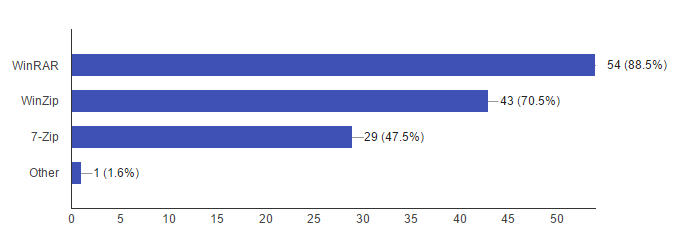 WinRAR 54 (88.5%)
WinZip 43 (70.5%)
7-Zip 29 (47.5%)
Other 1 (1.6%)
0 5 10 15 20 25 30 35 40 45 50